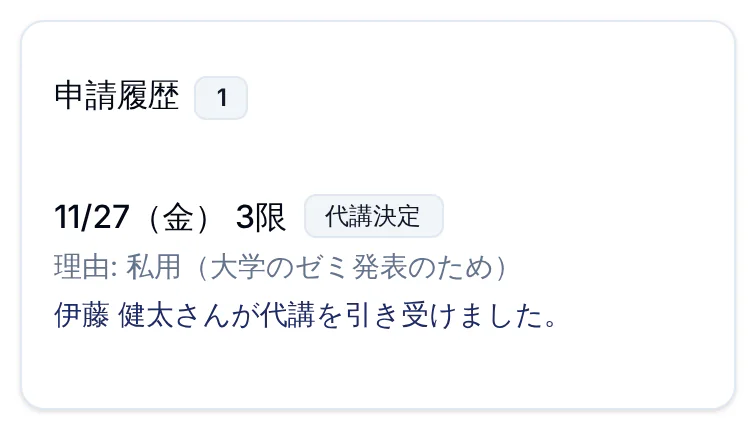 申請履歴 1
11/27（金） 3限 代講決定
理由: 私用（大学のゼミ発表のため）
伊藤 健太さんが代講を引き受けました。